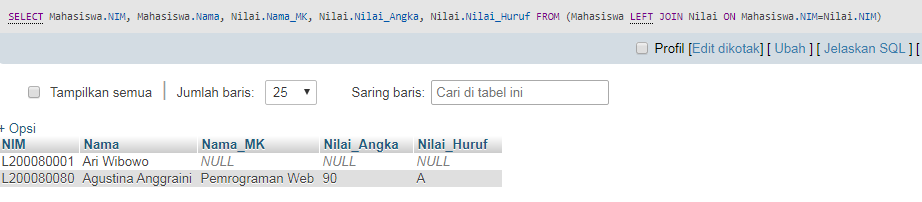 SELECT Mahasiswa.NIM, Mahasiswa.Nama, Nilai.Nama_MK, Nilai.Nilai_Angka, Nilai.Nilai_Huruf FROM (Mahasiswa LEFT JOIN Nilai ON Mahasiswa.NIM=Nilai.NIM)
Profil [Edit dikotak] [ Ubah ] [ Jelaskan SQL ] [
Tampilkan semua | Jumlah baris: 25 Saring baris: Cari di tabel ini
+ Opsi
NIM Nama Nama_MK Nilai_Angka Nilai_Huruf
L200080001 Ari Wibowo NULL NULL NULL
L200080080 Agustina Anggraini Pemrograman Web 90 A